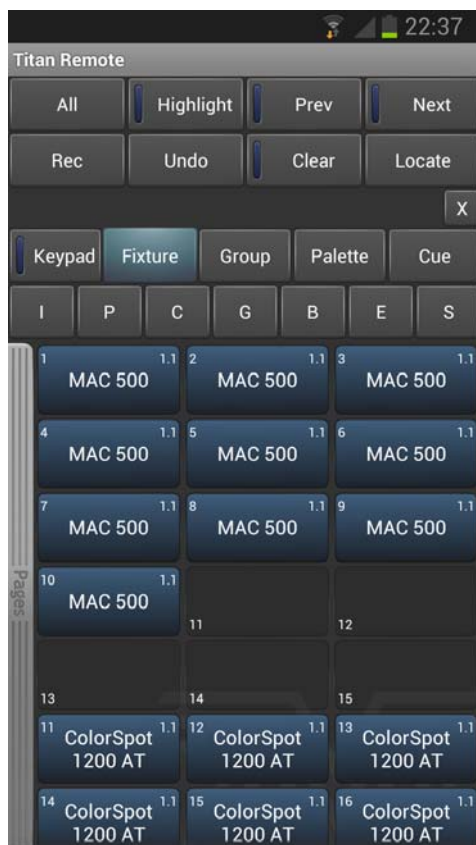 22:37
Titan Remote
All Highlight Prev Next
Rec Undo Clear Locate
X
Keypad Fixture Group Palette Cue
I P C G B E S
1 1.1 2 1.1 3 1.1
MAC 500 MAC 500 MAC 500
4 1.1 5 1.1 6 1.1
MAC 500 MAC 500 MAC 500
7 1.1 8 1.1 9 1.1
MAC 500 MAC 500 MAC 500
Pages
10 1.1
MAC 500
11 12
13 14 15
11 1.1 12 1.1 13 1.1
ColorSpot ColorSpot ColorSpot
1200 AT 1200 AT 1200 AT
14 1.1 15 1.1 16 1.1
ColorSpot ColorSpot ColorSpot
1200 AT 1200 AT 1200 AT